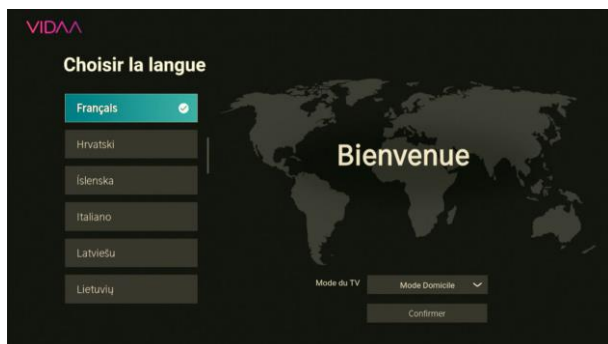 VIDAA
Choisir la langue
Français
Hrvatski
Íslenska
Italiano
Latviešu
Lietuvių
Bienvenue
Mode du TV
Mode Domicile
Confirmer